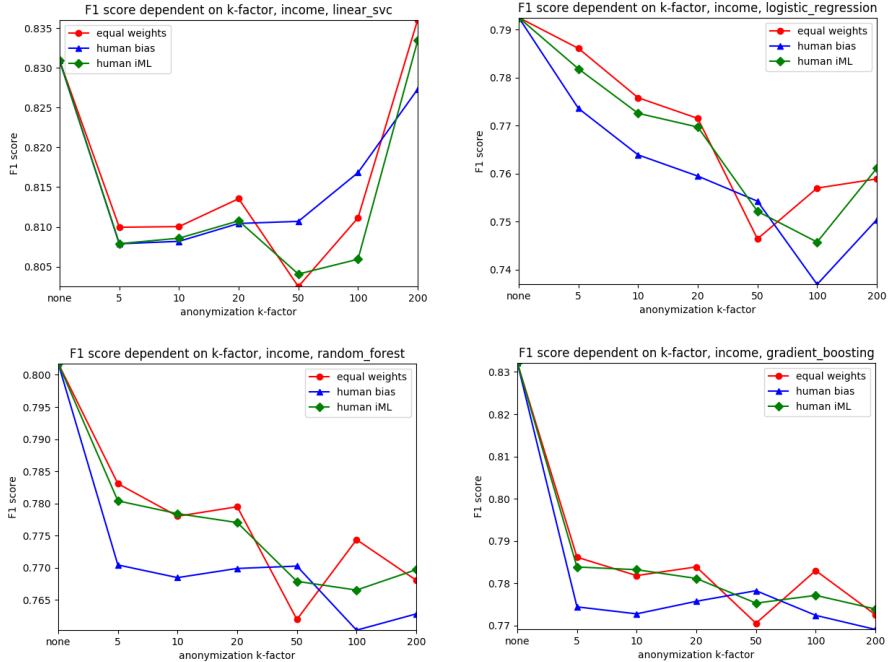 F1 score dependent on k-factor, income, linear_svc
0.835
0.830
0.825
0.820
0.815
0.810
0.805
F1 score
equal weights
human bias
human iML
none 5 10 20 50 100 200
anonymization k-factor
F1 score dependent on k-factor, income, logistic_regression
0.79
0.78
0.77
0.76
0.75
0.74
F1 score
equal weights
human bias
human iML
none 5 10 20 50 100 200
anonymization k-factor
F1 score dependent on k-factor, income, random_forest
0.800
0.795
0.790
0.785
0.780
0.775
0.770
0.765
F1 score
equal weights
human bias
human iML
none 5 10 20 50 100 200
anonymization k-factor
F1 score dependent on k-factor, income, gradient_boosting
0.83
0.82
0.81
0.80
0.79
0.78
0.77
F1 score
equal weights
human bias
human iML
none 5 10 20 50 100 200
anonymization k-factor